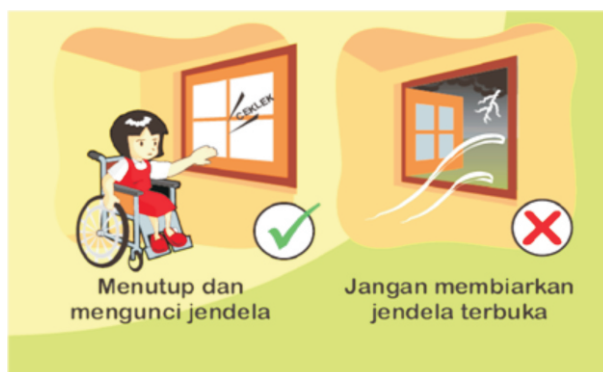 CEKLEK
Menutup dan
mengunci jendela
Jangan membiarkan
jendela terbuka